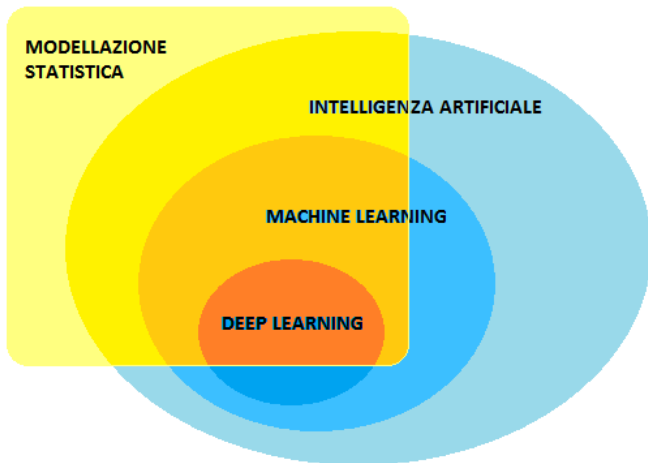 MODELLAZIONE
STATISTICA
INTELLIGENZA ARTIFICIALE
MACHINE LEARNING
DEEP LEARNING